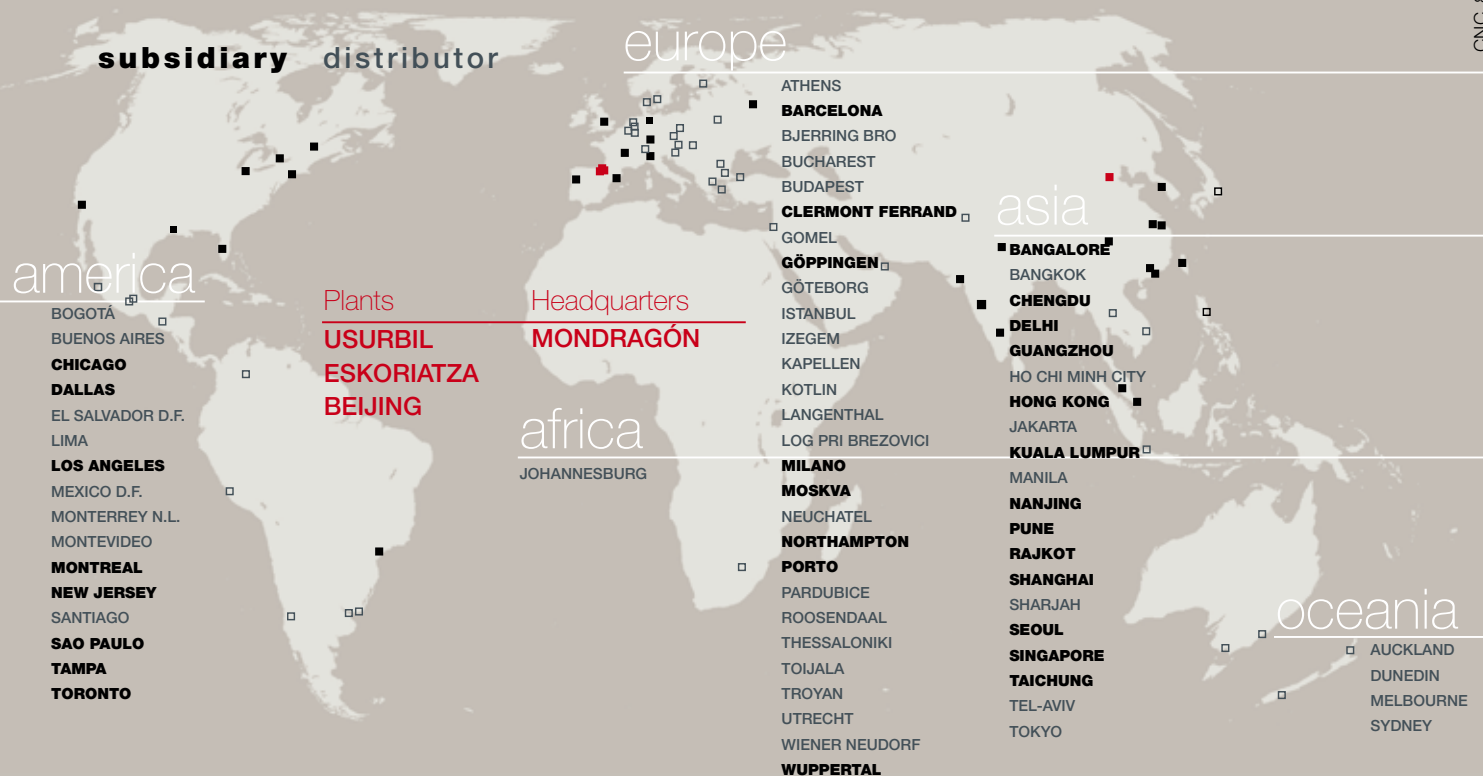 subsidiary distributor
america
BOGOTÁ
BUENOS AIRES
CHICAGO
DALLAS
EL SALVADOR D.F.
LIMA
LOS ANGELES
MEXICO D.F.
MONTERREY N.L.
MONTEVIDEO
MONTREAL
NEW JERSEY
SANTIAGO
SAO PAULO
TAMPA
TORONTO
Plants
USURBIL
ESKORIATZA
BEIJING
Headquarters
MONDRAGÓN
africa
JOHANNESBURG
europe
ATHENS
BARCELONA
BJERRING BRO
BUCHAREST
BUDAPEST
CLERMONT FERRAND
GOMEL
GÖPPINGEN
GÖTEBORG
ISTANBUL
IZEGEM
KAPELLEN
KOTLIN
LANGENTHAL
LOG PRI BREZOVICI
MILANO
MOSKVA
NEUCHATEL
NORTHAMPTON
PORTO
PARDUBICE
ROOSENDAAL
THESSALONIKI
TOIJALA
TROYAN
UTRECHT
WIENER NEUDORF
WUPPERTAL
asia
BANGALORE
BANGKOK
CHENGDU
DELHI
GUANGZHOU
HO CHI MINH CITY
HONG KONG
JAKARTA
KUALA LUMPUR
MANILA
NANJING
PUNE
RAJKOT
SHANGHAI
SHARJAH
SEOUL
SINGAPORE
TAICHUNG
TEL-AVIV
TOKYO
oceania
AUCKLAND
DUNEDIN
MELBOURNE
SYDNEY
CNC